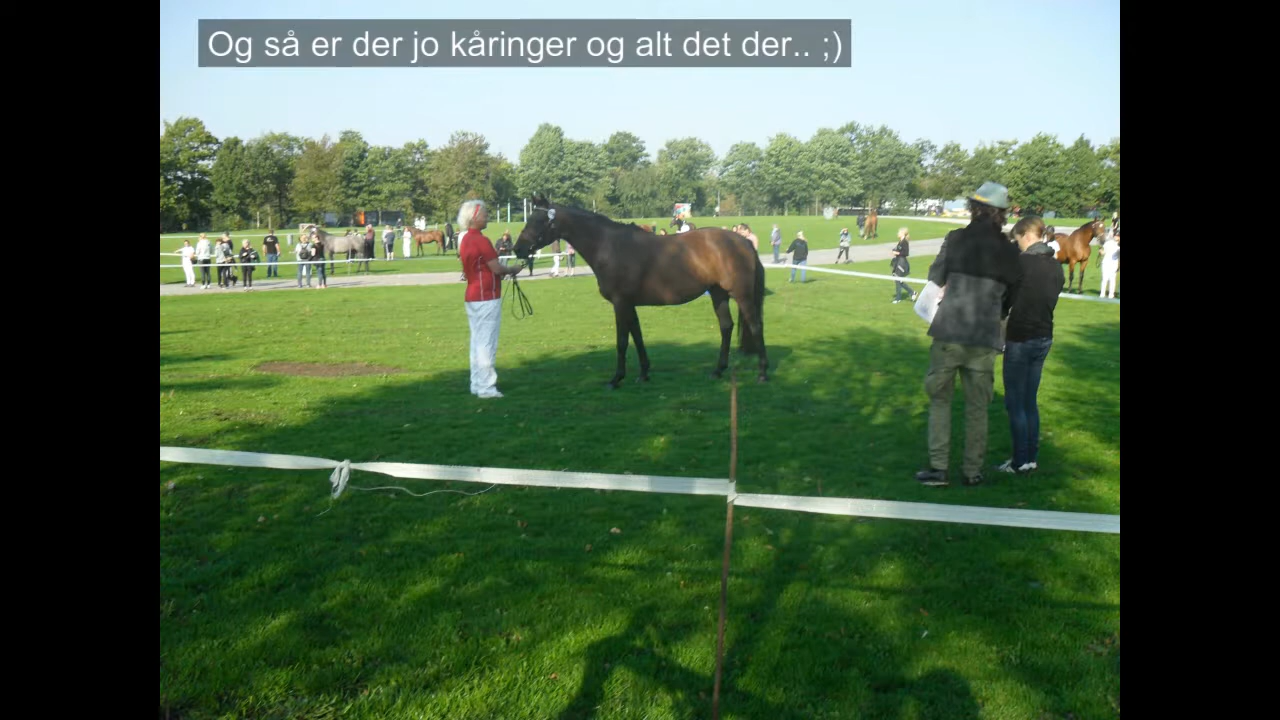 Og så er der jo kåringer og alt det der.. ;)